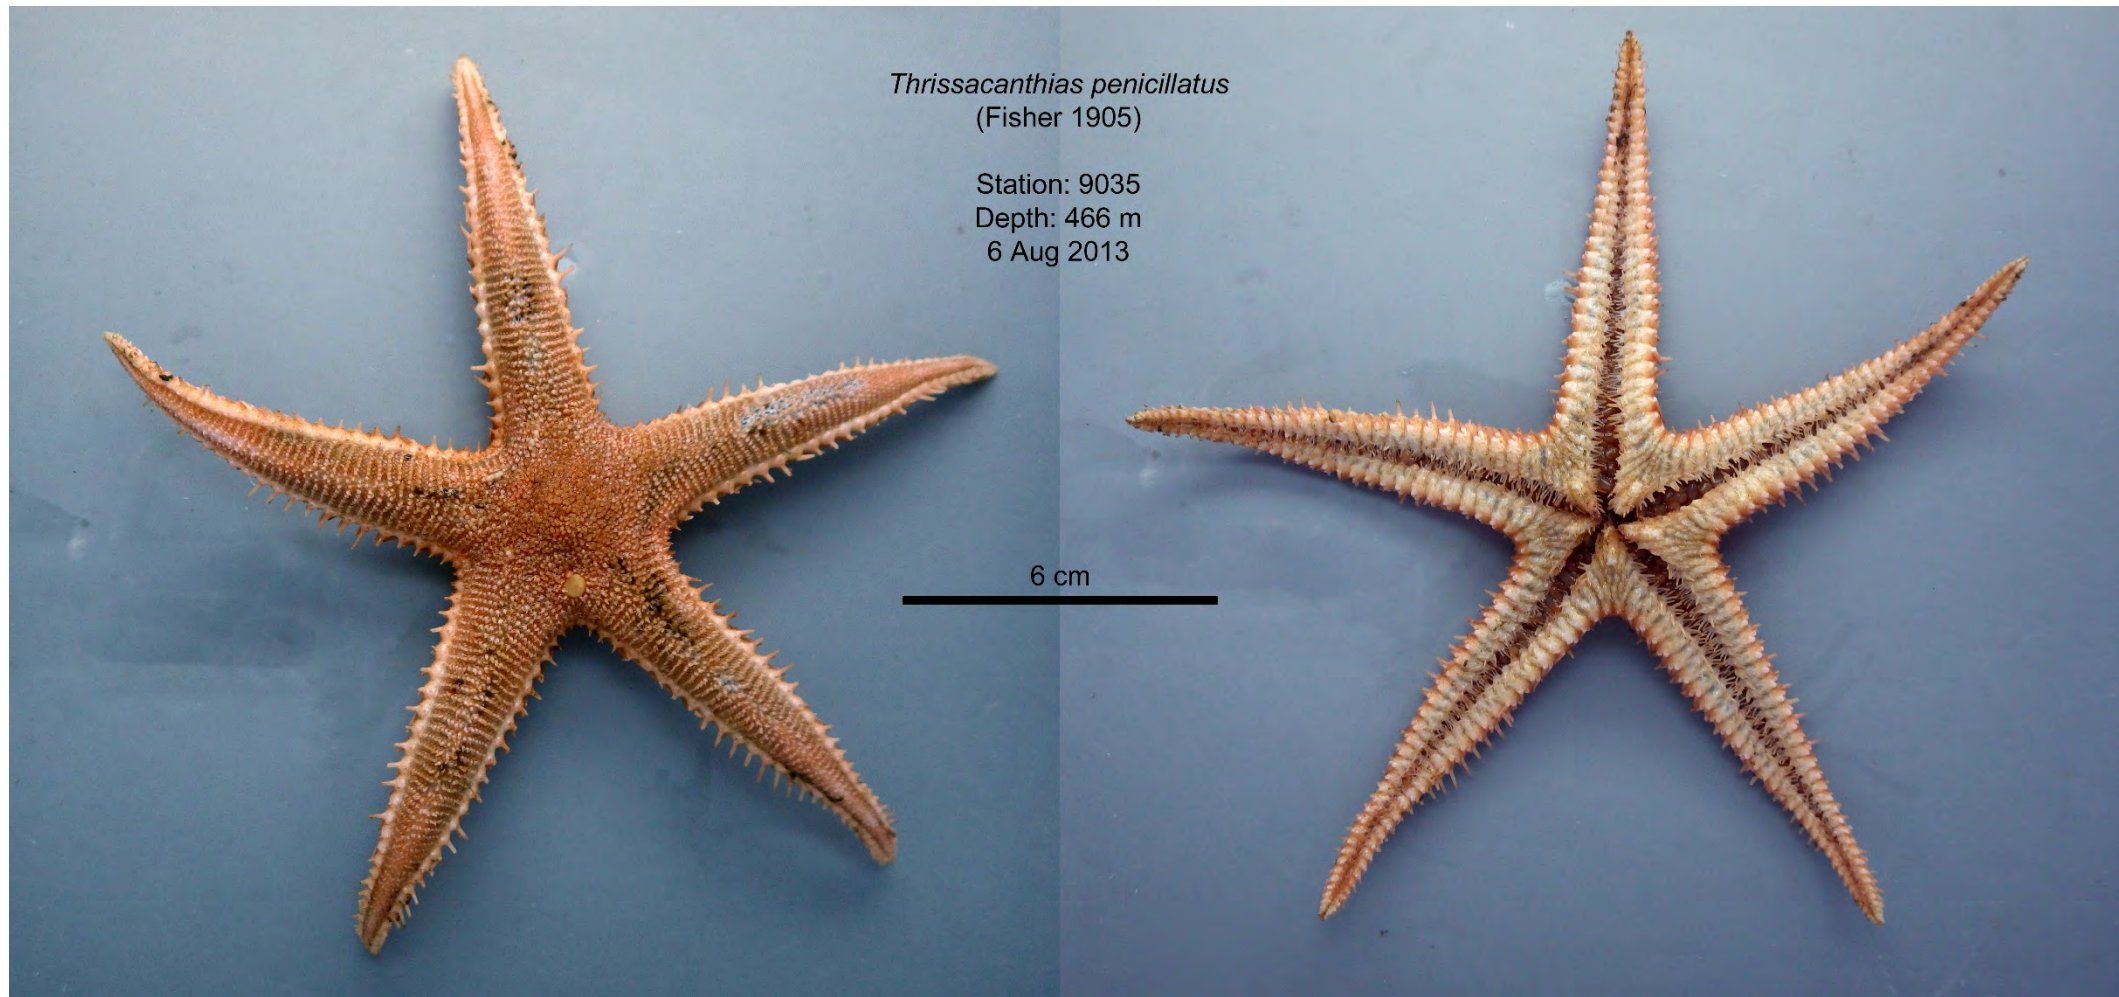 Thrissacanthias penicillatus
(Fisher 1905)
Station: 9035
Depth: 466 m
6 Aug 2013
6 cm